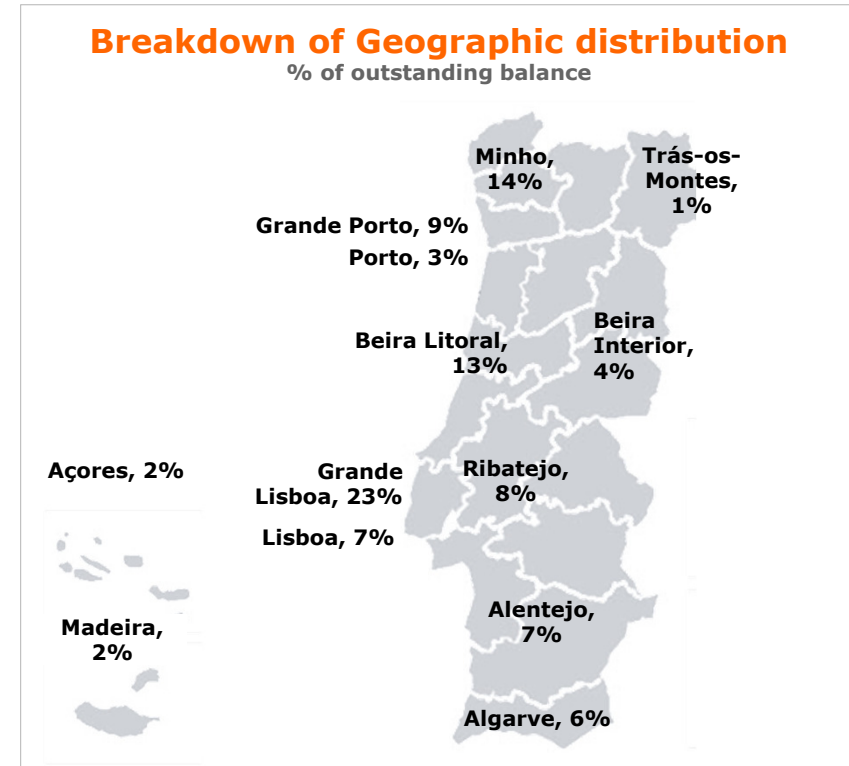 Breakdown of Geographic distribution
% of outstanding balance
Minho,
14%
Trás-os-
Montes,
1%
Grande Porto, 9%
Porto, 3%
Beira Litoral,
13%
Beira
Interior,
4%
Açores, 2%
Grande
Lisboa, 23%
Ribatejo,
8%
Lisboa, 7%
Madeira,
2%
Alentejo,
7%
Algarve, 6%